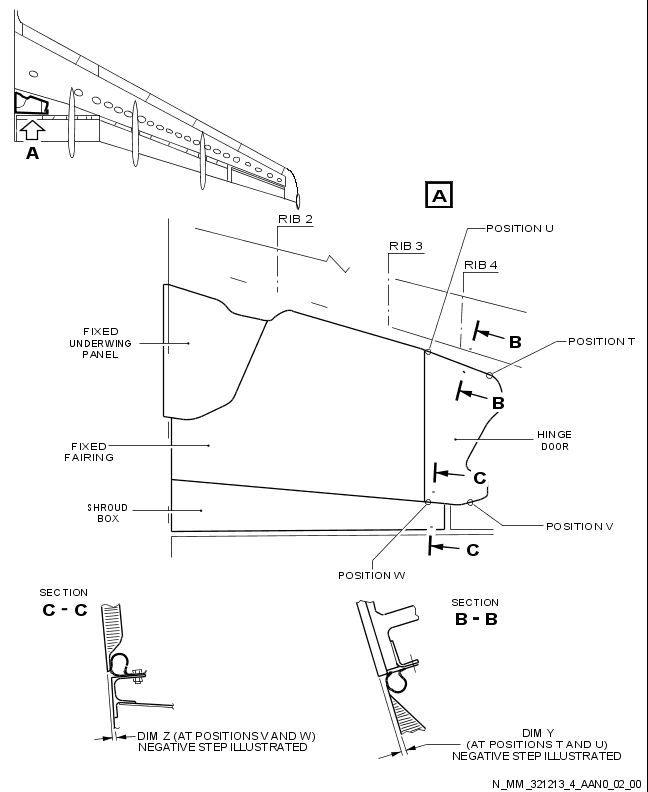 A
A
RIB 2
POSITION U
RIB 3
RIB 4
B
FIXED
UNDERWING
PANEL
POSITION T
B
HINGE
DOOR
FIXED
FAIRING
C
SHROUD
BOX
POSITION V
C
POSITION W
SECTION
C - C
SECTION
B - B
DIM Z (AT POSITIONS V AND W)
NEGATIVE STEP ILLUSTRATED
DIM Y
(AT POSITIONS T AND U)
NEGATIVE STEP ILLUSTRATED
N_MM_321213_4_AAN0_02_00